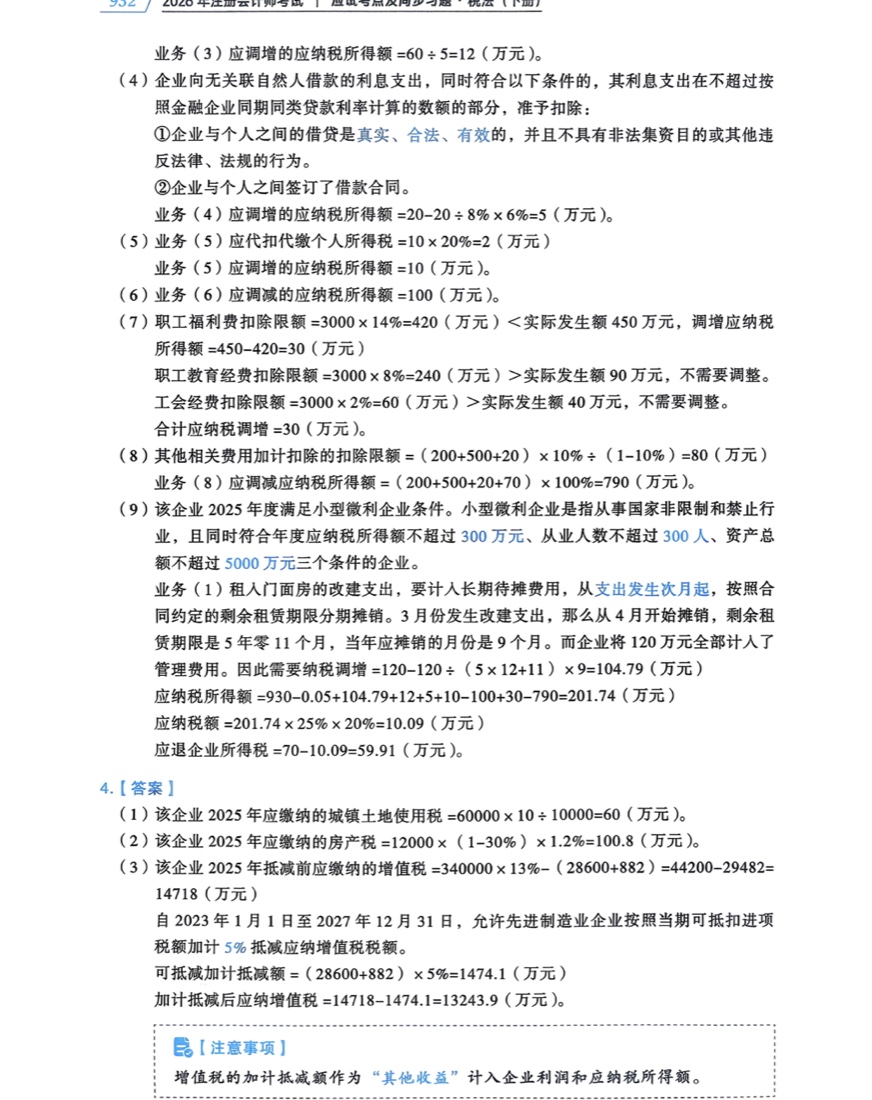 932 2026 年注册会计师考试 | 应试考点及同步习题·税法（下册）
业务（3）应调增的应纳税所得额 =60÷5=12（万元）。
（4）企业向无关联自然人借款的利息支出，同时符合以下条件的，其利息支出在不超过按
照金融企业同期同类贷款利率计算的数额的部分，准予扣除：
①企业与个人之间的借贷是真实、合法、有效的，并且不具有非法集资目的或其他违
反法律、法规的行为。
②企业与个人之间签订了借款合同。
业务（4）应调增的应纳税所得额 =20-20÷8%×6%=5（万元）。
（5）业务（5）应代扣代缴个人所得税 =10×20%=2（万元）
业务（5）应调增的应纳税所得额 =10（万元）。
（6）业务（6）应调减的应纳税所得额 =100（万元）。
（7）职工福利费扣除限额 =3000×14%=420（万元）＜实际发生额 450 万元，调增应纳税
所得额 =450-420=30（万元）
职工教育经费扣除限额 =3000×8%=240（万元）＞实际发生额 90 万元，不需要调整。
工会经费扣除限额 =3000×2%=60（万元）＞实际发生额 40 万元，不需要调整。
合计应纳税调增 =30（万元）。
（8）其他相关费用加计扣除的扣除限额 =（200+500+20）×10%÷（1-10%）=80（万元）
业务（8）应调减应纳税所得额 =（200+500+20+70）×100%=790（万元）。
（9）该企业 2025 年度满足小型微利企业条件。小型微利企业是指从事国家非限制和禁止行
业，且同时符合年度应纳税所得额不超过 300 万元、从业人数不超过 300 人、资产总
额不超过 5000 万元三个条件的企业。
业务（1）租入门面房的改建支出，要计入长期待摊费用，从支出发生次月起，按照合
同约定的剩余租赁期限分期摊销。3 月份发生改建支出，那么从 4 月开始摊销，剩余租
赁期限是 5 年零 11 个月，当年应摊销的月份是 9 个月。而企业将 120 万元全部计入了
管理费用。因此需要纳税调增 =120-120÷（5×12+11）×9=104.79（万元）
应纳税所得额 =930-0.05+104.79+12+5+10-100+30-790=201.74（万元）
应纳税额 =201.74×25%×20%=10.09（万元）
应退企业所得税 =70-10.09=59.91（万元）。
4.【答案】
（1）该企业 2025 年应缴纳的城镇土地使用税 =60000×10÷10000=60（万元）。
（2）该企业 2025 年应缴纳的房产税 =12000×（1-30%）×1.2%=100.8（万元）。
（3）该企业 2025 年抵减前应缴纳的增值税 =340000×13%-（28600+882）=44200-29482=
14718（万元）
自 2023 年 1 月 1 日至 2027 年 12 月 31 日，允许先进制造业企业按照当期可抵扣进项
税额加计 5% 抵减应纳增值税税额。
可抵减加计抵减额 =（28600+882）×5%=1474.1（万元）
加计抵减后应纳增值税 =14718-1474.1=13243.9（万元）。
【注意事项】
增值税的加计抵减额作为“其他收益”计入企业利润和应纳税所得额。